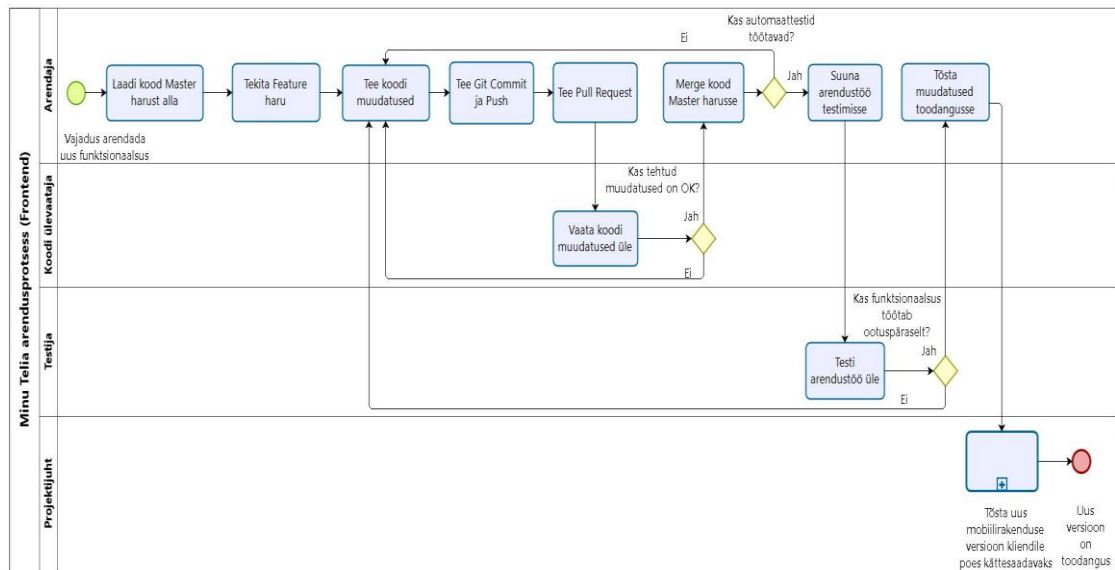 Minu Telia arendusprotsess (Frontend)
Arendaja
Vajadus arendada
uus funktsionaalsus
Laadi kood Master
harust alla
Tekita Feature
haru
Tee koodi
muudatused
Tee Git Commit
ja Push
Tee Pull Request
Merge kood
Master harusse
Kas automaattestid
töötavad?
Ei
Jah
Suuna
arendustöö
testimisse
Tõsta
muudatused
toodangusse
Koodi ülevaataja
Vaata koodi
muudatused üle
Kas tehtud
muudatused on OK?
Jah
Ei
Testija
Testi
arendustöö üle
Kas funktsionaalsus
töötab
ootuspäraselt?
Jah
Ei
Projektijuht
Tõsta uus
mobiilirakenduse
versioon kliendile
poes kättesaadavaks
Uus
versioon
on
toodangus